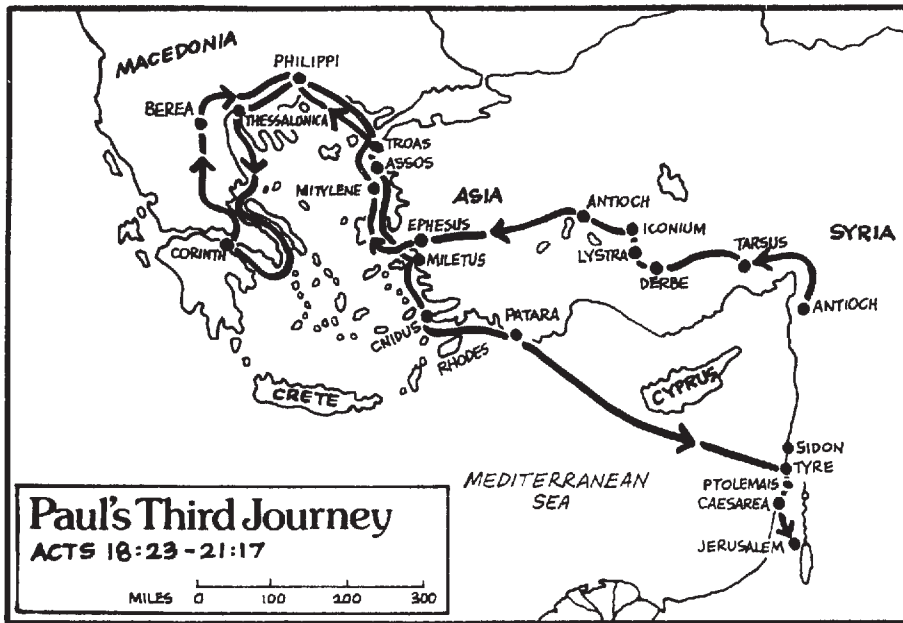 MACEDONIA
PHILIPPI
BEREA
THESSALONICA
TROAS
ASSOS
MITYLENE
ASIA
ANTIOCH
EPHESUS
ICONIUM
SYRIA
CORINTH
MILETUS
LYSTRA
TARSUS
DERBE
ANTIOCH
CNIDUS
PATARA
RHODES
CRETE
CYPRUS
SIDON
TYRE
MEDITERRANEAN
SEA
PTOLEMAIS
CAESAREA
JERUSALEM
Paul's Third Journey
ACTS 18:23-21:17
MILES 0 100 200 300